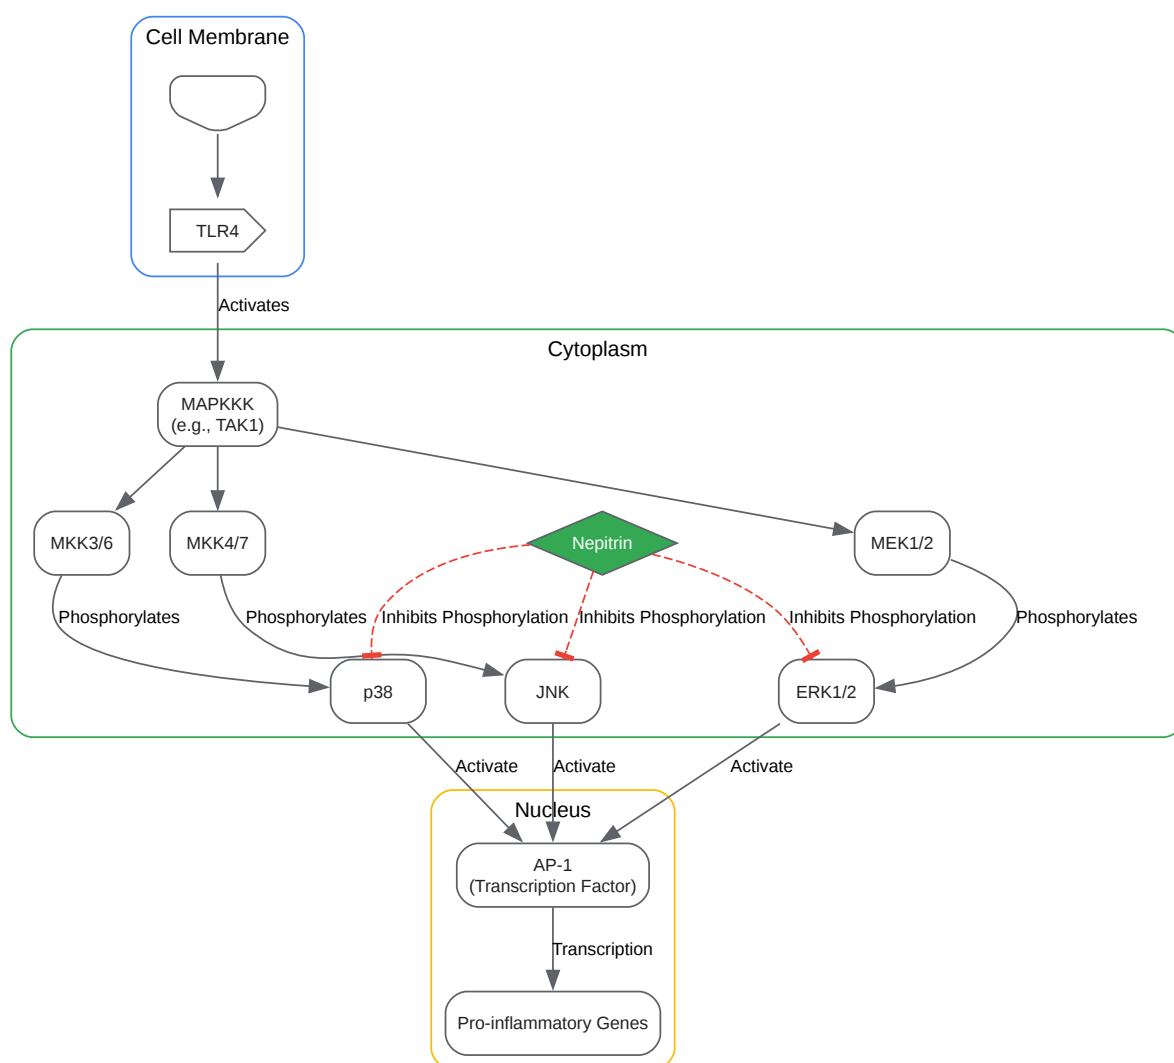 Cell Membrane
TLR4
Activates
Cytoplasm
MAPKKK
(e.g., TAK1)
MKK3/6
MKK4/7
Nepitrin
MEK1/2
Phosphorylates
Phosphorylates
Inhibits Phosphorylation
Inhibits Phosphorylation
Inhibits Phosphorylation
Phosphorylates
p38
JNK
ERK1/2
Activate
Activate
Activate
Nucleus
AP-1
(Transcription Factor)
Transcription
Pro-inflammatory Genes